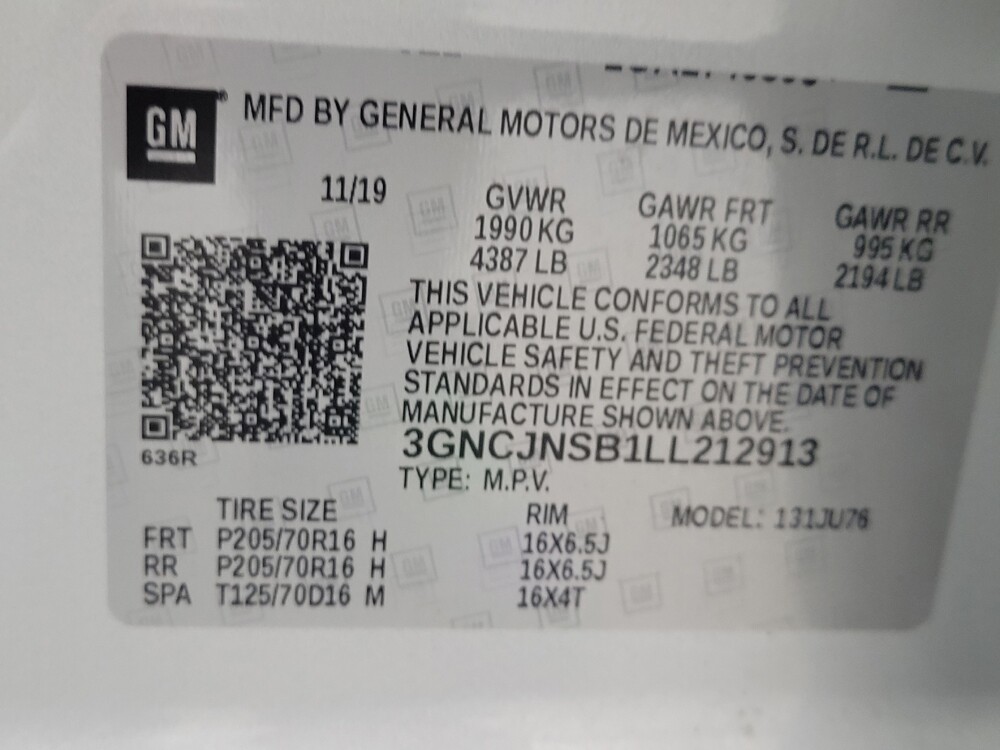 GM
MFD BY GENERAL MOTORS DE MEXICO, S. DE R.L. DE C.V.
11/19
GVWR GAWR FRT GAWR RR
1990 KG 1065 KG 995 KG
4387 LB 2348 LB 2194 LB
THIS VEHICLE CONFORMS TO ALL
APPLICABLE U.S. FEDERAL MOTOR
VEHICLE SAFETY AND THEFT PREVENTION
STANDARDS IN EFFECT ON THE DATE OF
MANUFACTURE SHOWN ABOVE.
3GNCJNSB1LL212913
636R
TYPE: M.P.V.
TIRE SIZE RIM MODEL: 131JU76
FRT P205/70R16 H 16X6.5J
RR P205/70R16 H 16X6.5J
SPA T125/70D16 M 16X4T